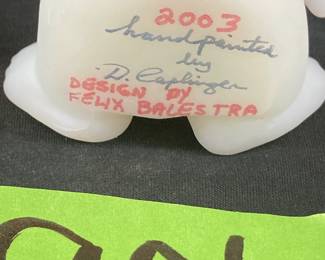 2003
handpainted
by
D. Caplinger
DESIGN BY
FELIX BALESTRA